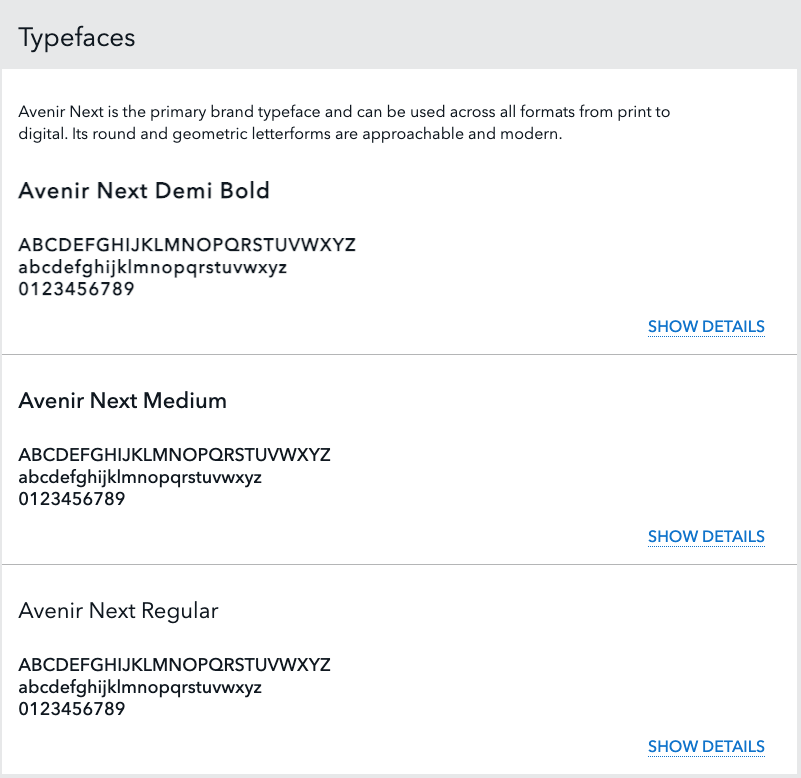 Typefaces
Avenir Next is the primary brand typeface and can be used across all formats from print to
digital. Its round and geometric letterforms are approachable and modern.
Avenir Next Demi Bold
ABCDEFGHIJKLMNOPQRSTUVWXYZ
abcdefghijklmnopqrstuvwxyz
0123456789
SHOW DETAILS
Avenir Next Medium
ABCDEFGHIJKLMNOPQRSTUVWXYZ
abcdefghijklmnopqrstuvwxyz
0123456789
SHOW DETAILS
Avenir Next Regular
ABCDEFGHIJKLMNOPQRSTUVWXYZ
abcdefghijklmnopqrstuvwxyz
0123456789
SHOW DETAILS